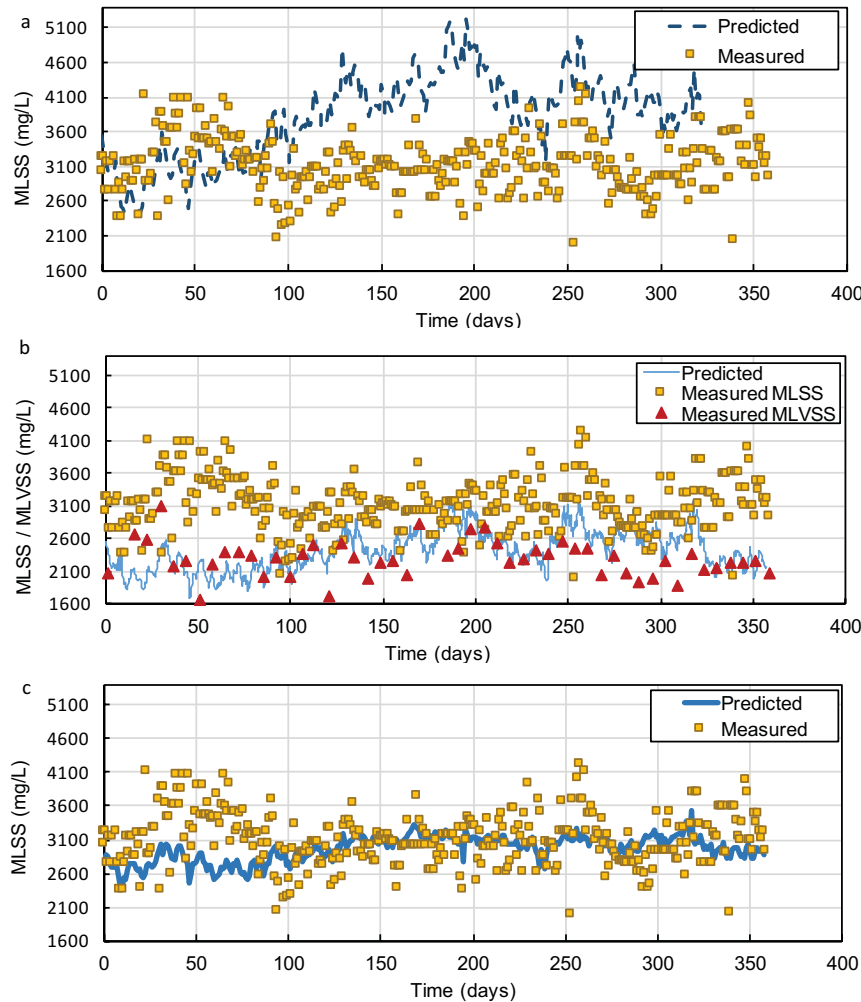 a
5100
4600
4100
3600
3100
2600
2100
1600
MLSS (mg/L)
Predicted
Measured
0 50 100 150 200 250 300 350 400
Time (days)
b
5100
4600
4100
3600
3100
2600
2100
1600
MLSS / MLVSS (mg/L)
Predicted
Measured MLSS
Measured MLVSS
0 50 100 150 200 250 300 350 400
Time (days)
c
5100
4600
4100
3600
3100
2600
2100
1600
MLSS (mg/L)
Predicted
Measured
0 50 100 150 200 250 300 350 400
Time (days)